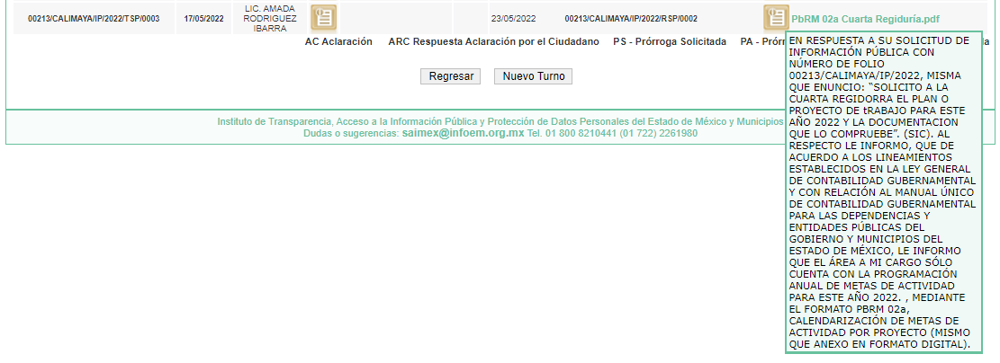 00213/CALIMAYA/IP/2022/TSP/0003
17/05/2022
LIC. AMADA
RODRIGUEZ
IBARRA
23/05/2022
00213/CALIMAYA/IP/2022/RSP/0002
PbRM 02a Cuarta Regiduría.pdf
AC Aclaración ARC Respuesta Aclaración por el Ciudadano PS - Prórroga Solicitada PA -
EN RESPUESTA A SU SOLICITUD DE
INFORMACIÓN PÚBLICA CON
NÚMERO DE FOLIO
00213/CALIMAYA/IP/2022, MISMA
QUE ENUNCIO: “SOLICITO A LA
CUARTA REGIDORRA EL PLAN O
PROYECTO DE tRABAJO PARA ESTE
AÑO 2022 Y LA DOCUMENTACION
QUE LO COMPRUEBE”. (SIC). AL
RESPECTO LE INFORMO, QUE DE
ACUERDO A LOS LINEAMIENTOS
ESTABLECIDOS EN LA LEY GENERAL
DE CONTABILIDAD GUBERNAMENTAL
Y CON RELACIÓN AL MANUAL ÚNICO
DE CONTABILIDAD GUBERNAMENTAL
PARA LAS DEPENDENCIAS Y
ENTIDADES PÚBLICAS DEL
GOBIERNO Y MUNICIPIOS DEL
ESTADO DE MÉXICO, LE INFORMO
QUE EL ÁREA A MI CARGO SÓLO
CUENTA CON LA PROGRAMACIÓN
ANUAL DE METAS DE ACTIVIDAD
PARA ESTE AÑO 2022. , MEDIANTE
EL FORMATO PBRM 02a,
CALENDARIZACIÓN DE METAS DE
ACTIVIDAD POR PROYECTO (MISMO
QUE ANEXO EN FORMATO DIGITAL).
Regresar Nuevo Turno
Instituto de Transparencia, Acceso a la Información Pública y Protección de Datos Personales del Estado de México y Municipios
Dudas o sugerencias: saimex@infoem.org.mx Tel. 01 800 8210441 (01 722) 2261980